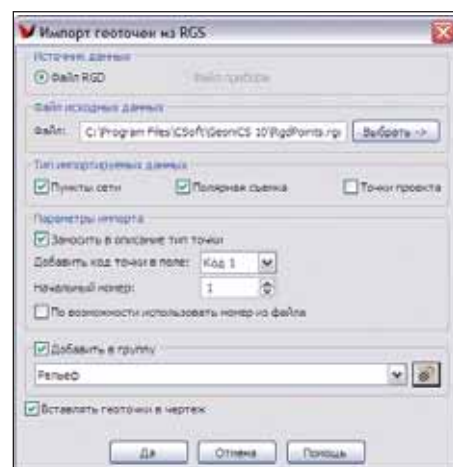 Импорт геоточек из RGS
Источник данных
Файл RGD Файл прибора
Файл исходных данных
Файл: C:\Program Files\CSoft\GeoniCS 10\RgdPoints.rgd Выбрать ->
Тип импортируемых данных
Пункты сети Полярная съемка Точки проекта
Параметры импорта
Заносить в описание тип точки
Добавить код точки в поле: Код 1
Начальный номер: 1
По возможности использовать номер из файла
Добавить в группу
Рельеф
Вставлять геоточки в чертеж
Да Отмена Помощь